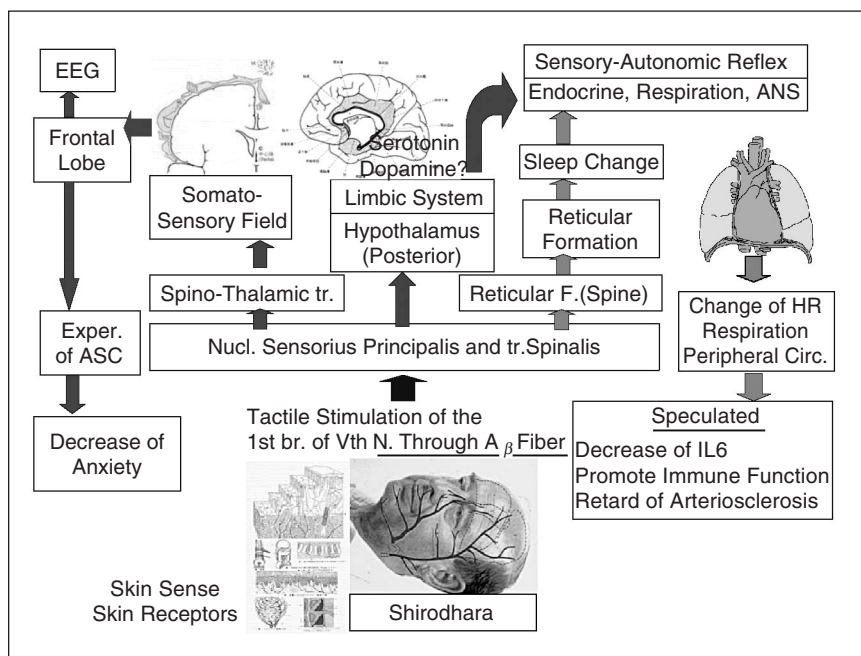 EEG
Frontal
Lobe
Exper.
of ASC
Decrease of
Anxiety
Somato-
Sensory Field
Spino-Thalamic tr.
Serotonin
Dopamine?
Limbic System
Hypothalamus
(Posterior)
Sensory-Autonomic Reflex
Endocrine, Respiration, ANS
Sleep Change
Reticular
Formation
Reticular F.(Spine)
Nucl. Sensorius Principalis and tr.Spinalis
Change of HR
Respiration
Peripheral Circ.
Speculated
Decrease of IL6
Promote Immune Function
Retard of Arteriosclerosis
Tactile Stimulation of the
1st br. of Vth N. Through A β Fiber
Skin Sense
Skin Receptors
Shirodhara